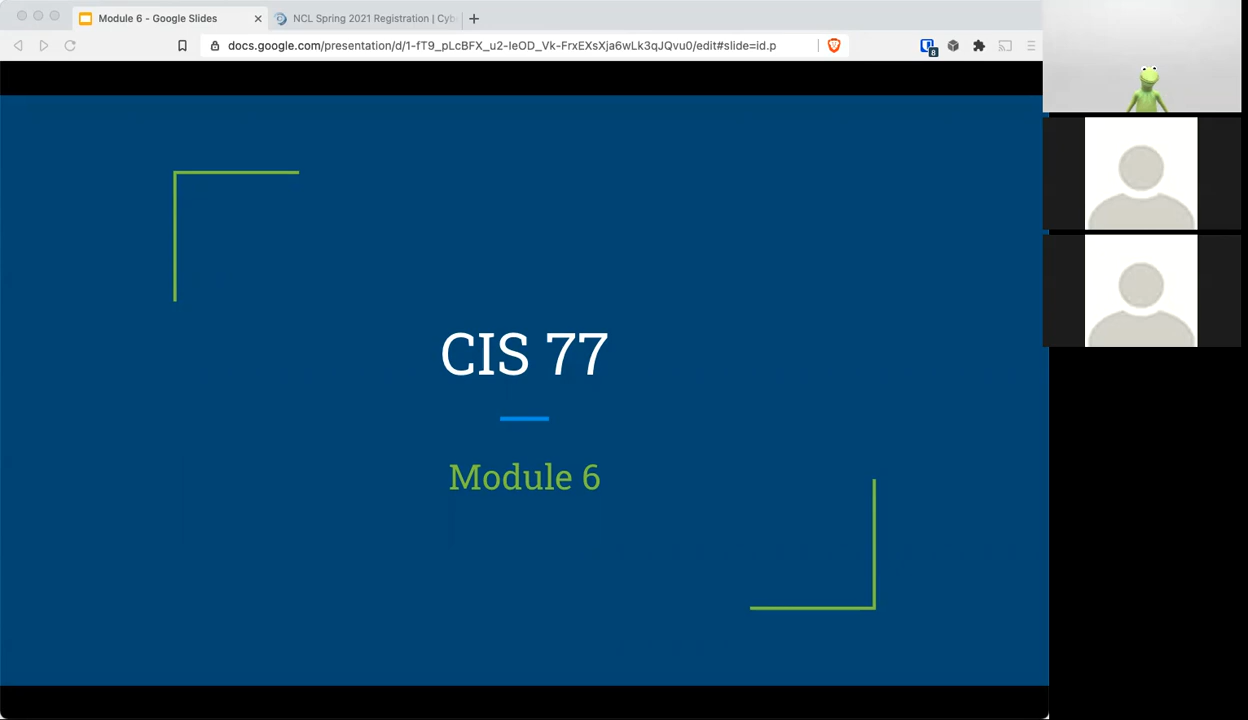 Module 6 - Google Slides
NCL Spring 2021 Registration | Cyb
docs.google.com/presentation/d/1-fT9_pLcBFX_u2-IeOD_Vk-FrxEXsXja6wLk3qJQvu0/edit#slide=id.p
8
CIS 77
Module 6